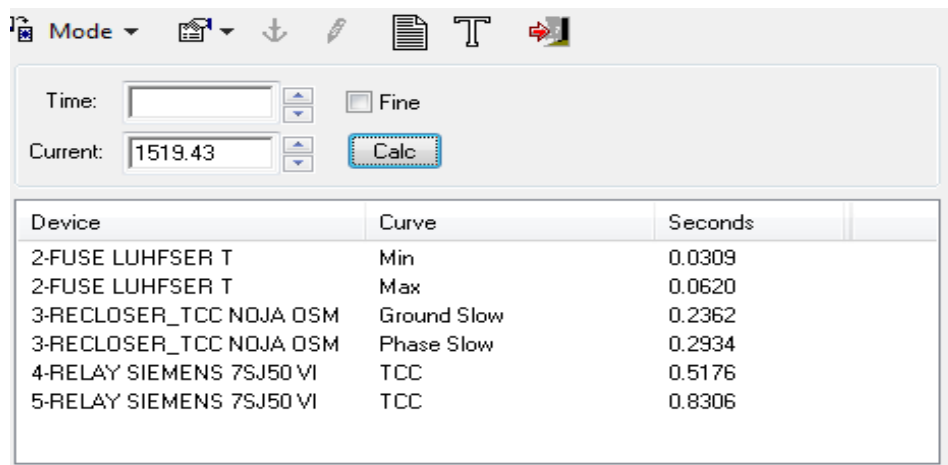 Mode
T
Time:
Fine
Current: 1519.43 Calc
Device Curve Seconds
2-FUSE LUHFSER T Min 0.0309
2-FUSE LUHFSER T Max 0.0620
3-RECLOSER_TCC NOJA OSM Ground Slow 0.2362
3-RECLOSER_TCC NOJA OSM Phase Slow 0.2934
4-RELAY SIEMENS 7SJ50 VI TCC 0.5176
5-RELAY SIEMENS 7SJ50 VI TCC 0.8306